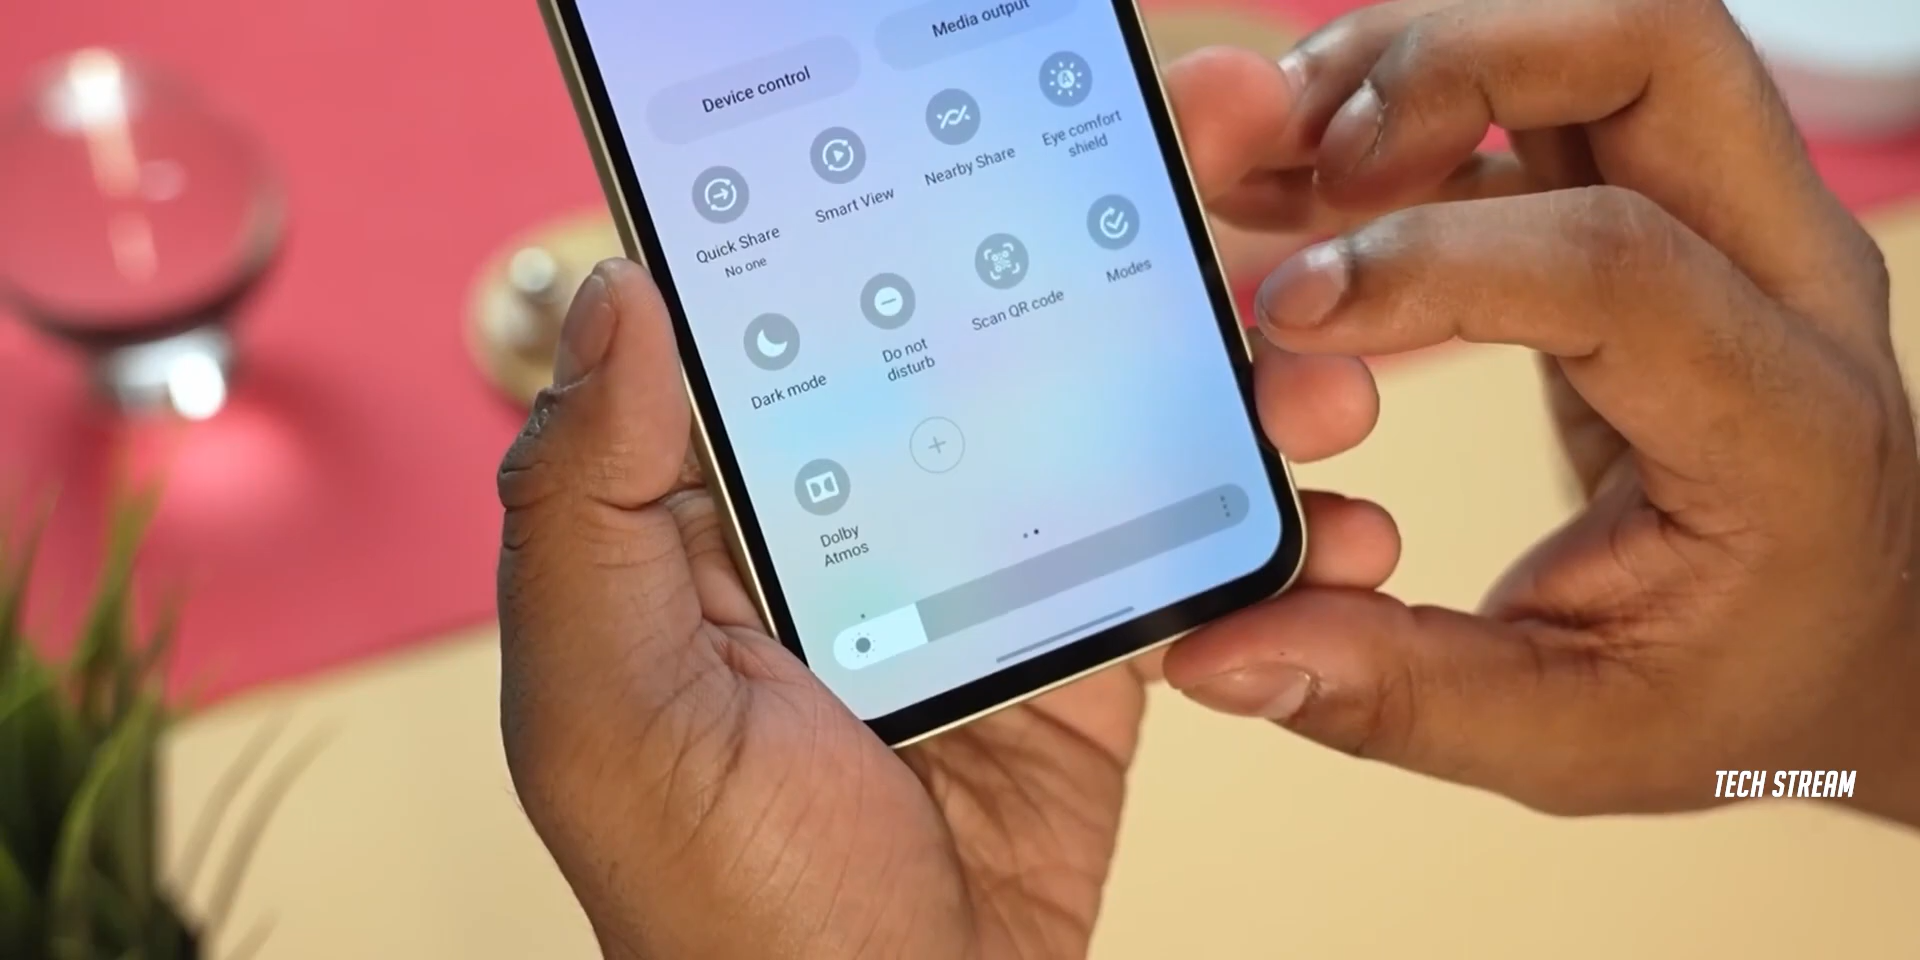 Media output
Device control
Quick Share
No one
Smart View
Nearby Share
Eye comfort
shield
Dark mode
Do not
disturb
Scan QR code
Modes
Dolby
Atmos
TECH STREAM